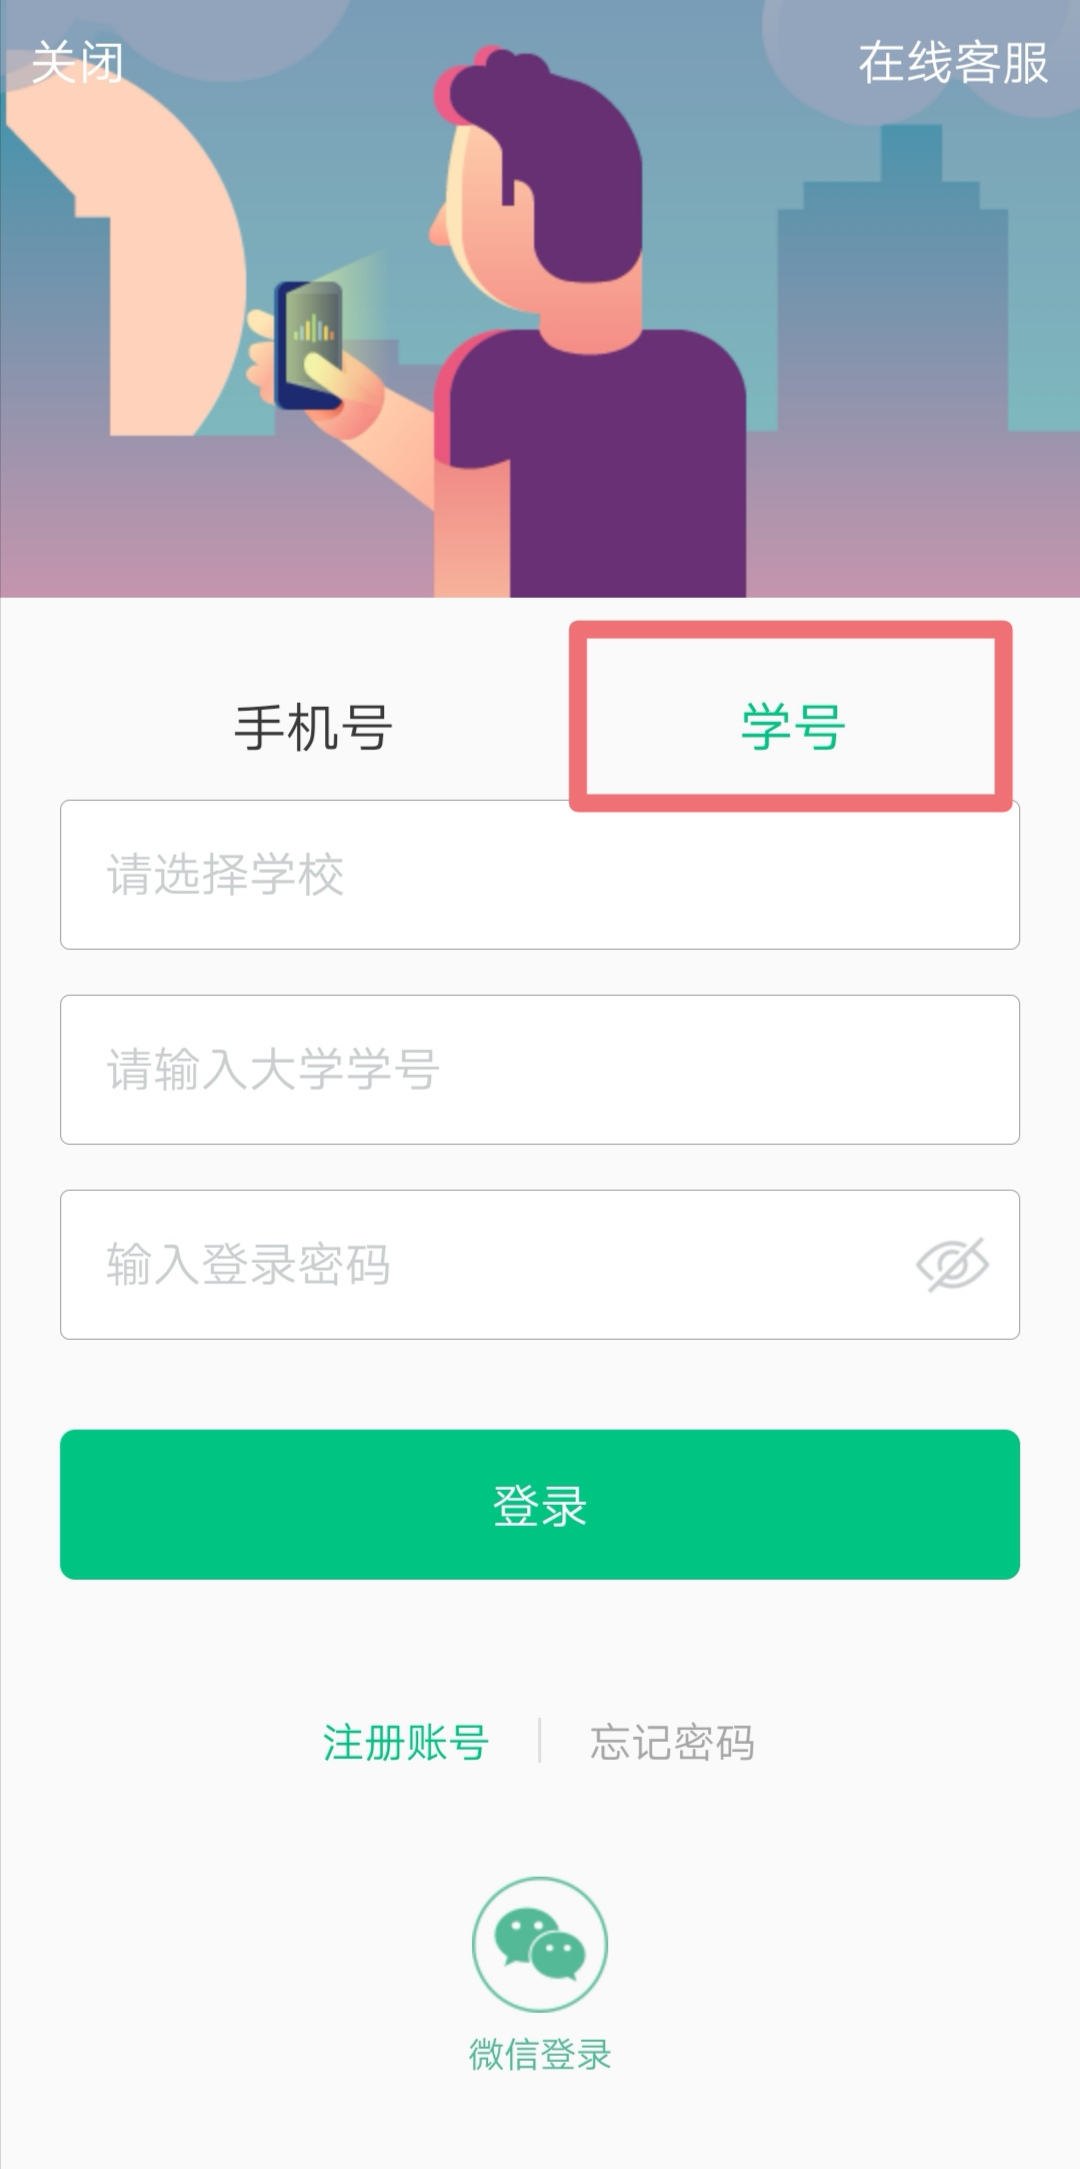 关闭
在线客服
手机号
学号
请选择学校
请输入大学学号
输入登录密码
登录
注册账号
忘记密码
微信登录